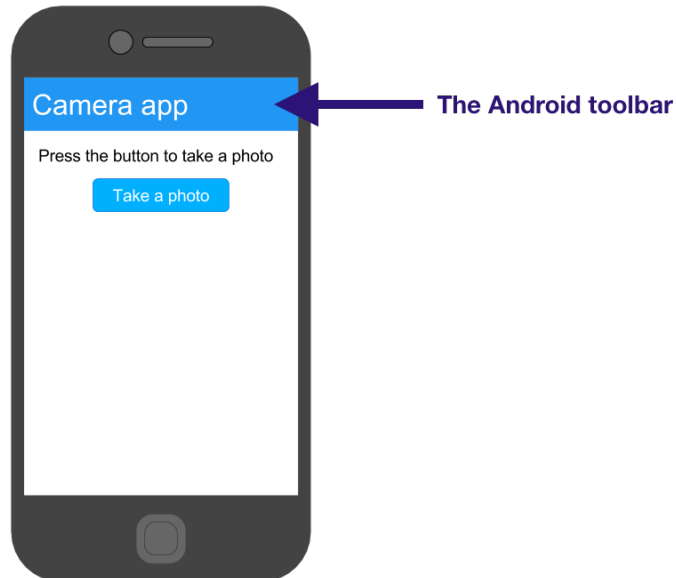 Camera app
The Android toolbar
Press the button to take a photo
Take a photo